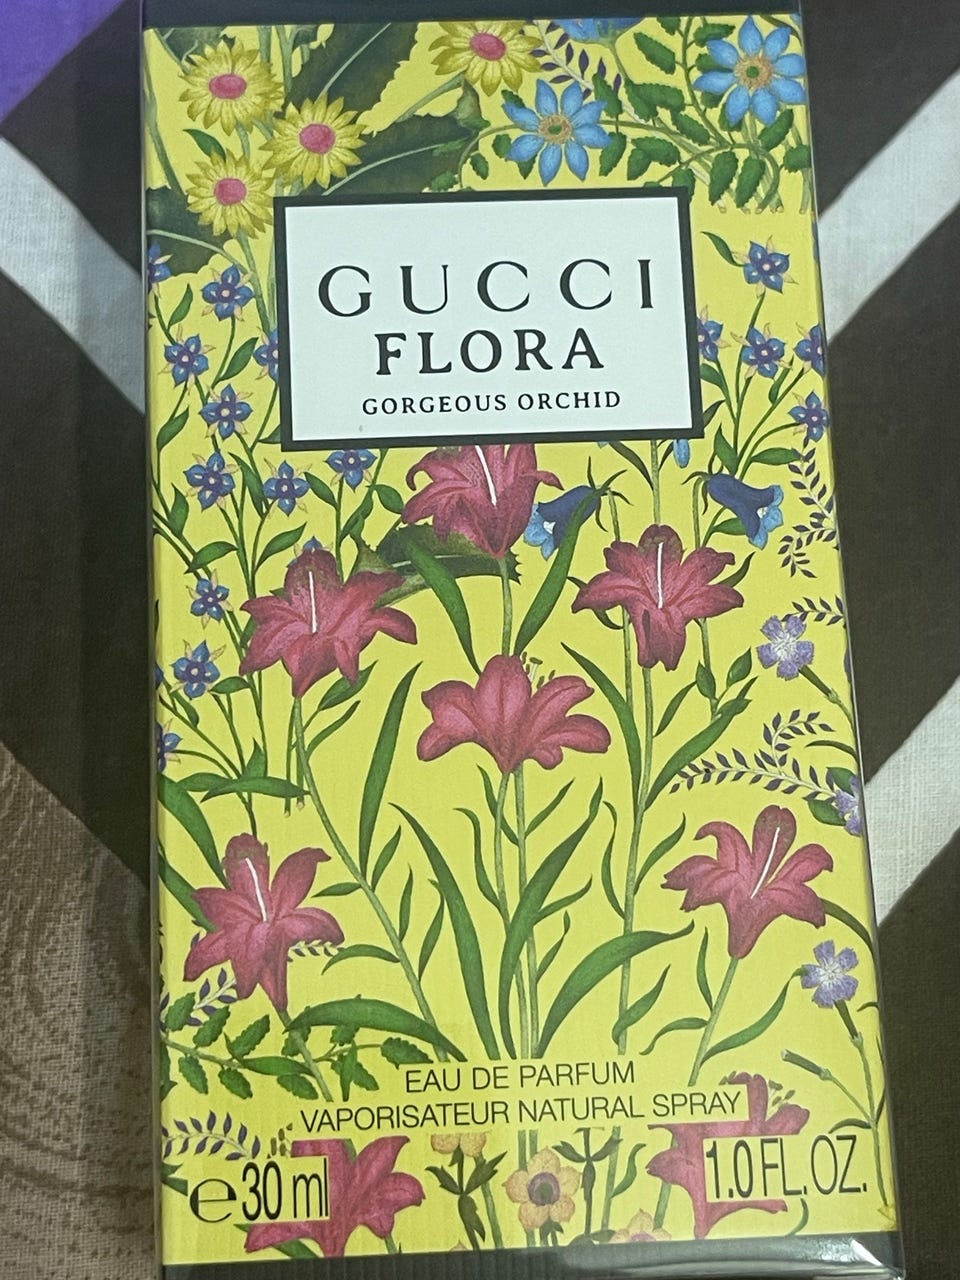 GUCCI
FLORA
GORGEOUS ORCHID
EAU DE PARFUM
VAPORISATEUR NATURAL SPRAY
℮30 ml
1.0 FL. OZ.